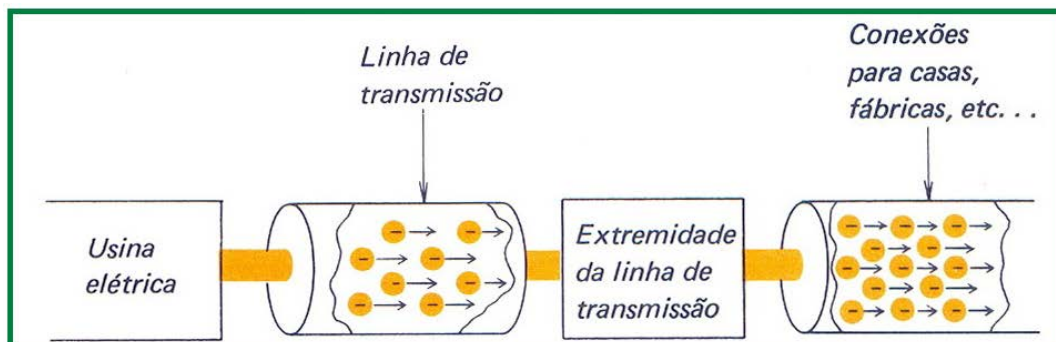 Linha de
transmissão
Conexões
para casas,
fábricas, etc. . .
Usina
elétrica
Extremidade
da linha de
transmissão